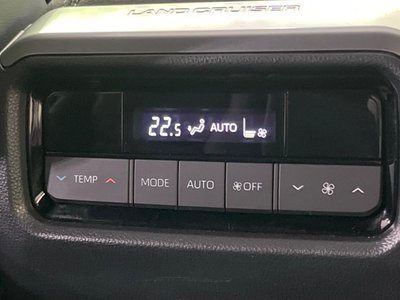 LAND CRUISER
22.5 AUTO
TEMP MODE AUTO OFF